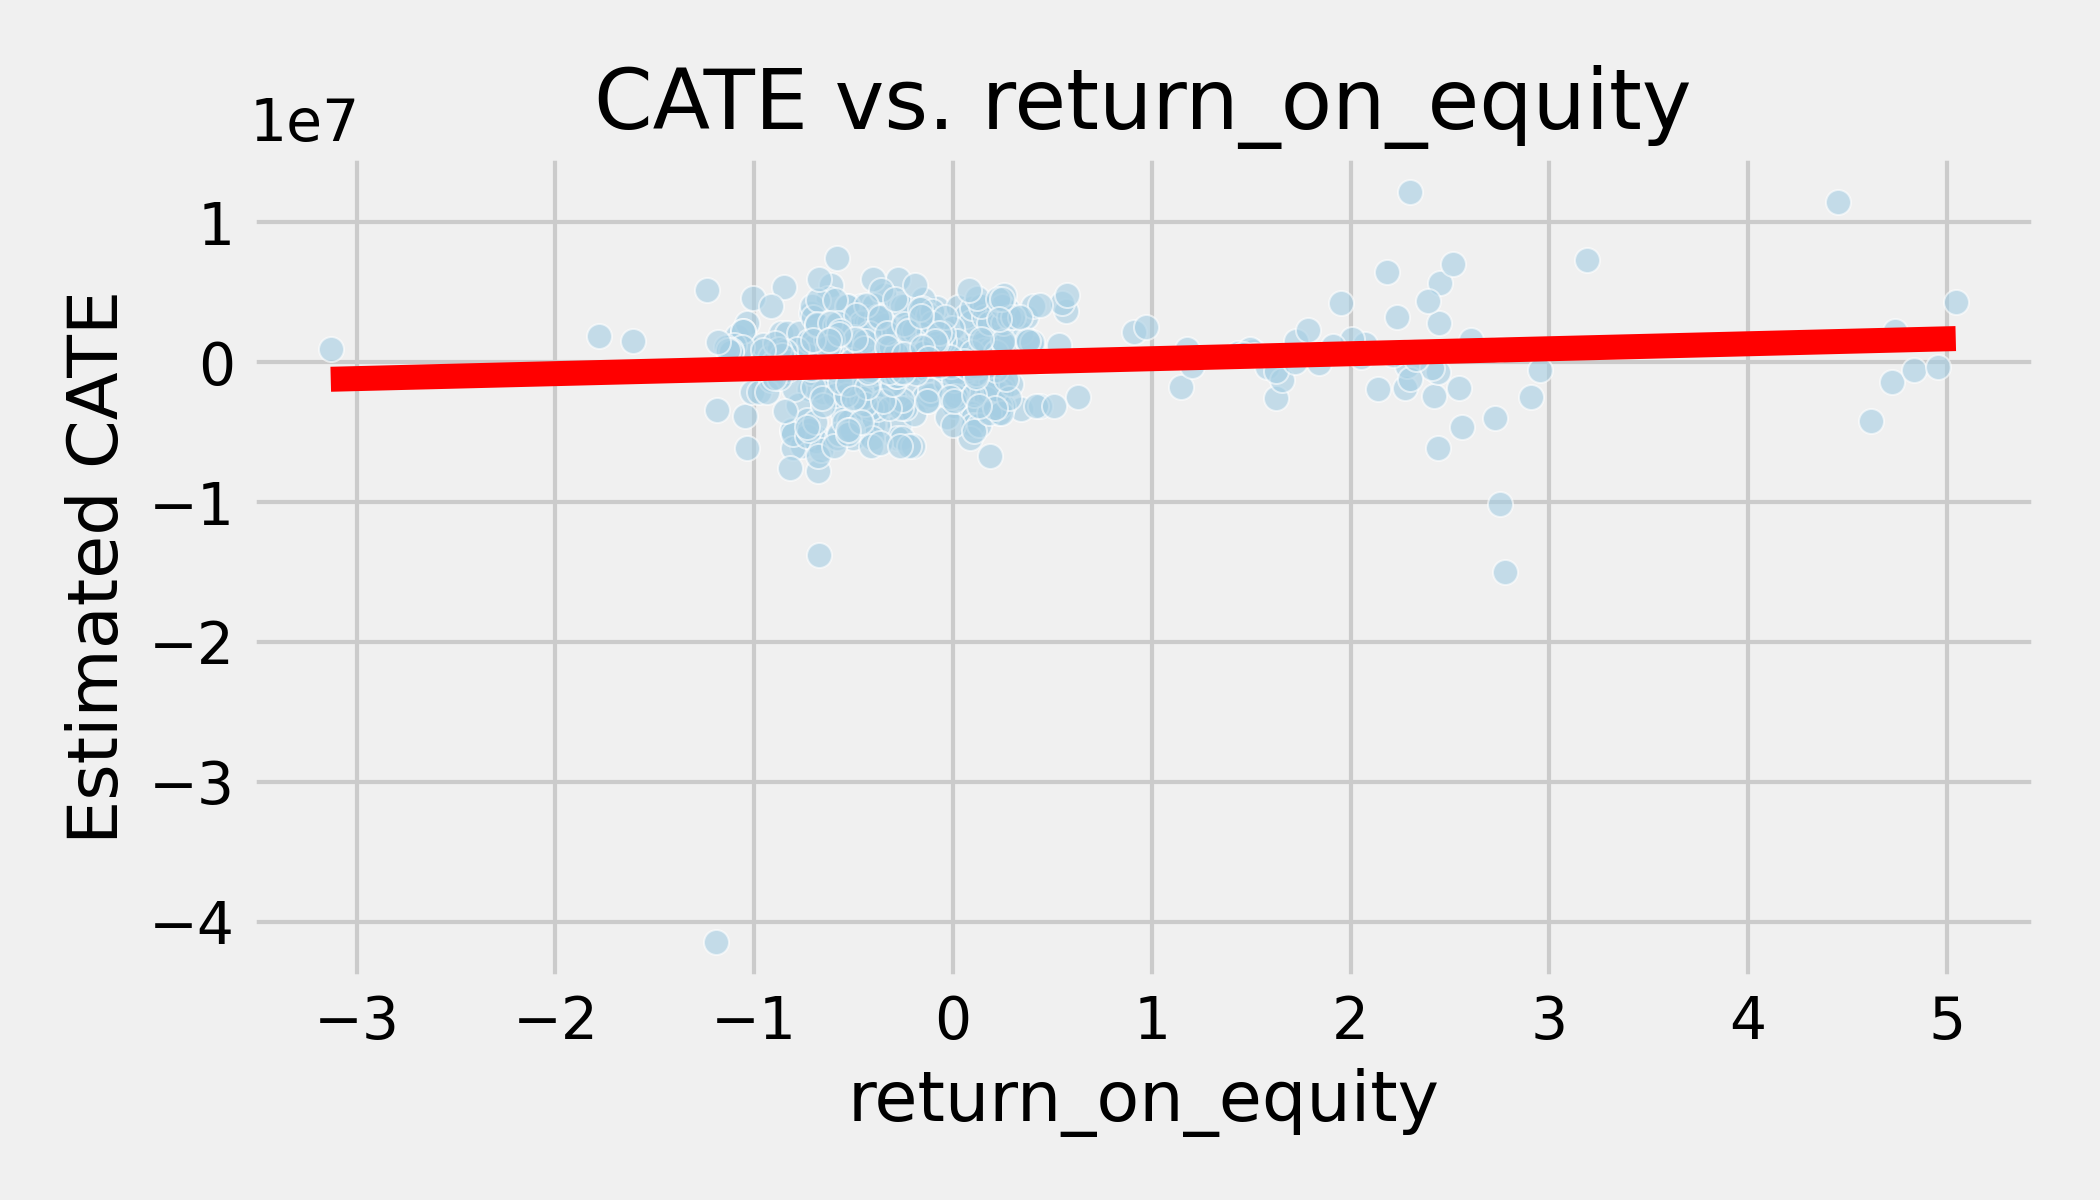 CATE vs. return_on_equity
1e7
1
0
−1
−2
−3
−4
Estimated CATE
−3 −2 −1 0 1 2 3 4 5
return_on_equity